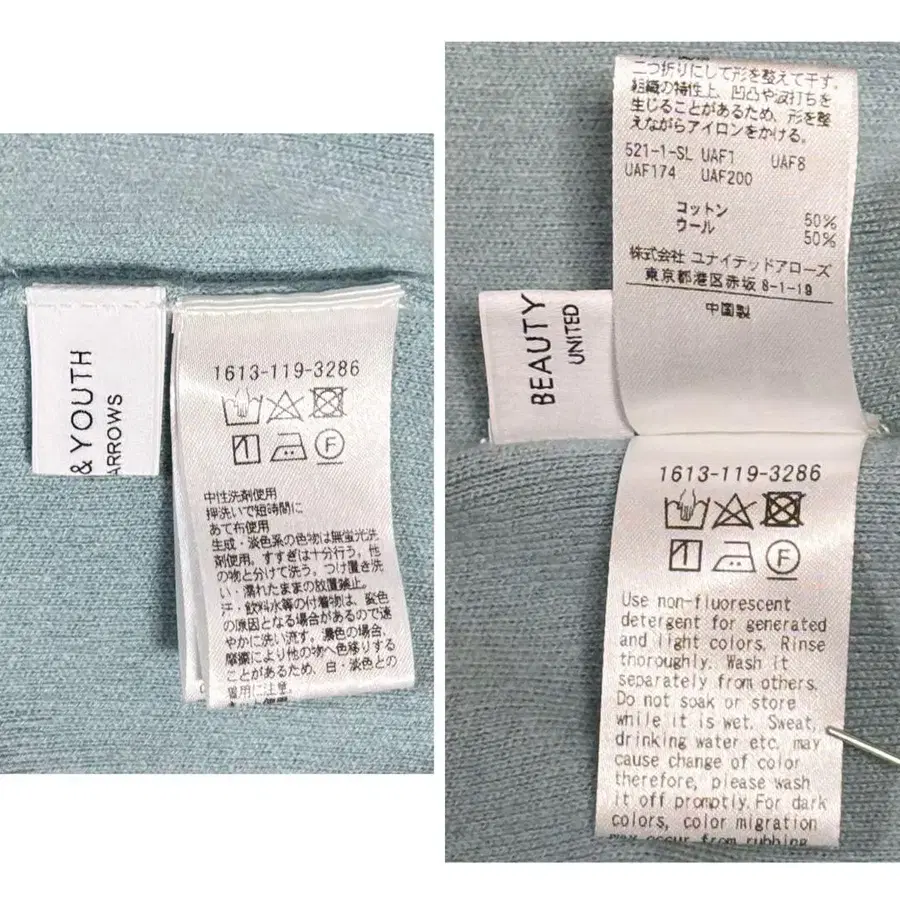 & YOUTH
ARROWS
1613-119-3286
中性洗剤使用
押洗いで短時間に
あて布使用
生成・淡色系の色物は無蛍光洗
剤使用。すすぎは十分行う。他
の物と分けて洗う。つけ置き洗
い・濡れたままの放置禁止。
汗・飲料水等の付着物は、変色
の原因となる場合があるので速
やかに洗い流す。濃色の場合、
摩擦により他の物へ色移りする
ことがあるため、白・淡色との
着用に注意。
二つ折りにして形を整えて干す。
組織の特性上、凹凸や波打ちを
生じることがあるため、形を整
えながらアイロンをかける。
521-1-SL UAF1 UAF8
UAF174 UAF200
コットン 50%
ウール 50%
株式会社 ユナイテッドアローズ
東京都港区赤坂 8-1-19
中国製
BEAUTY
UNITED
1613-119-3286
Use non-fluorescent
detergent for generated
and light colors. Rinse
thoroughly. Wash it
separately from others.
Do not soak or store
while it is wet. Sweat,
drinking water etc. may
cause change of color
therefore, please wash
it off promptly.For dark
colors, color migration
may occur from rubbing